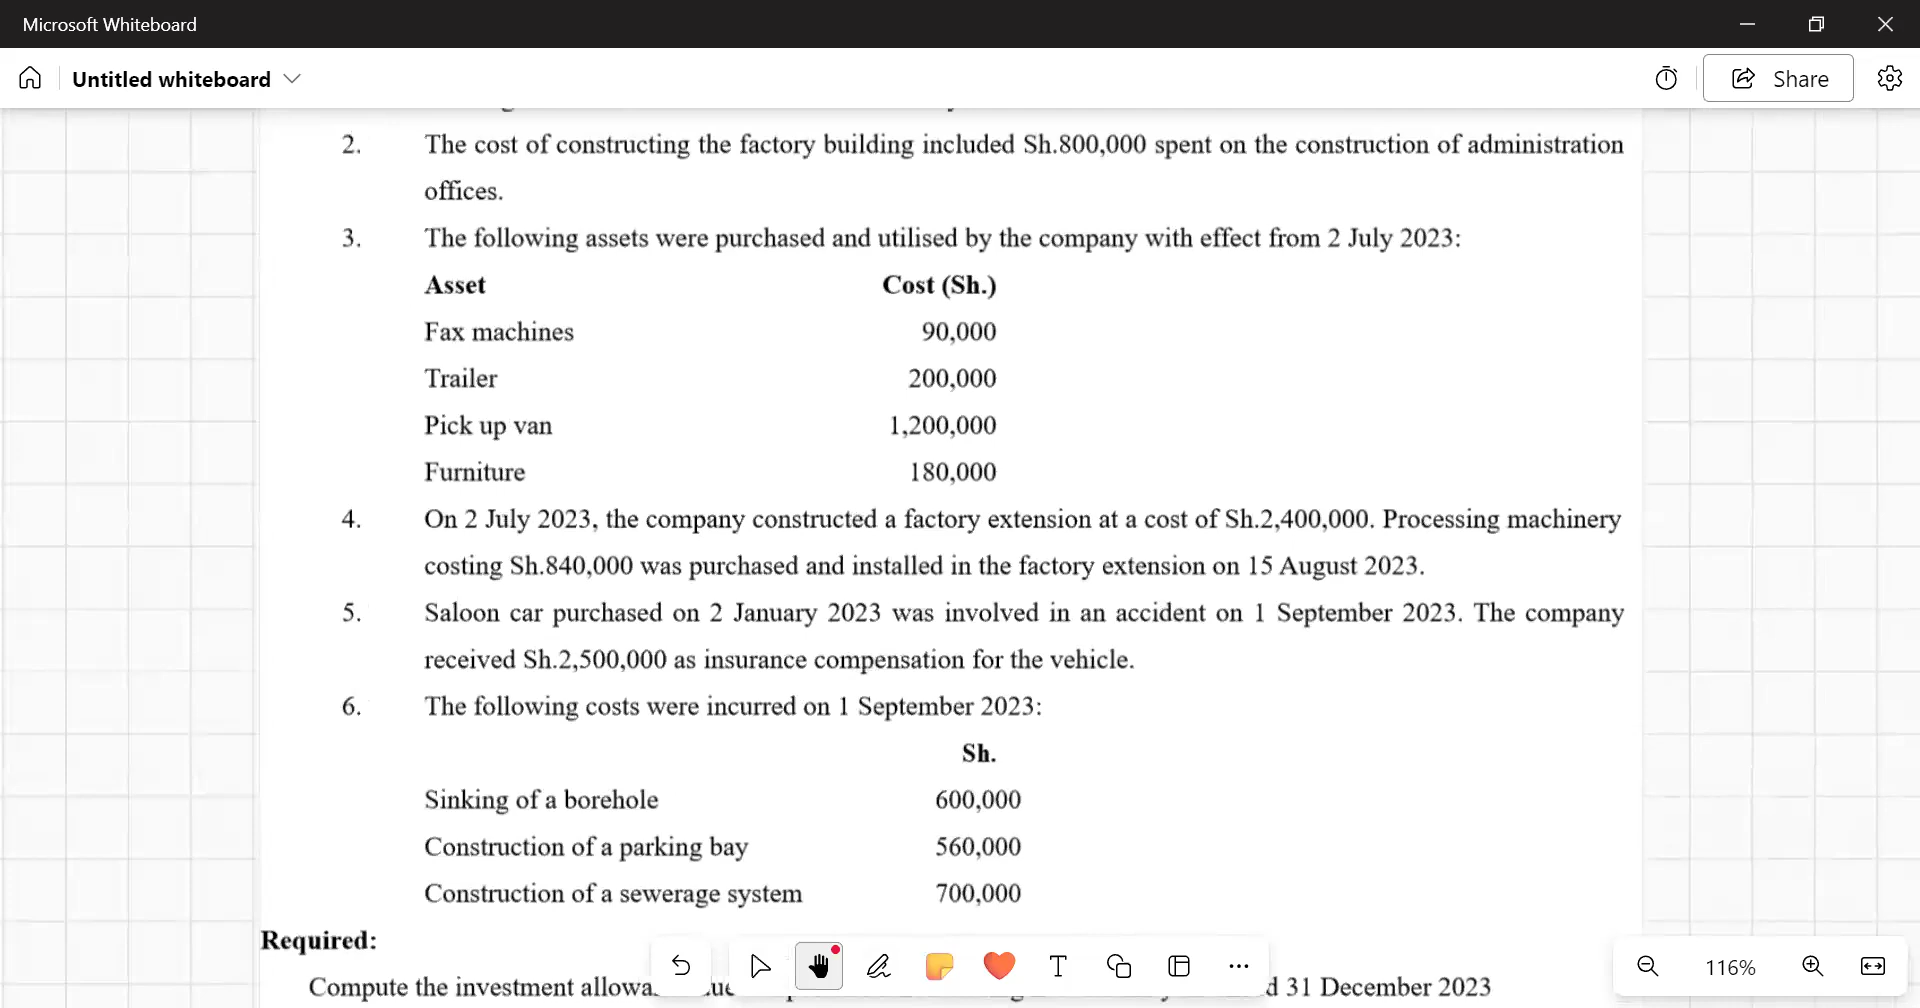 Microsoft Whiteboard
Untitled whiteboard
Share
2. The cost of constructing the factory building included Sh.800,000 spent on the construction of administration
offices.
3. The following assets were purchased and utilised by the company with effect from 2 July 2023:
Asset Cost (Sh.)
Fax machines 90,000
Trailer 200,000
Pick up van 1,200,000
Furniture 180,000
4. On 2 July 2023, the company constructed a factory extension at a cost of Sh.2,400,000. Processing machinery
costing Sh.840,000 was purchased and installed in the factory extension on 15 August 2023.
5. Saloon car purchased on 2 January 2023 was involved in an accident on 1 September 2023. The company
received Sh.2,500,000 as insurance compensation for the vehicle.
6. The following costs were incurred on 1 September 2023:
Sh.
Sinking of a borehole 600,000
Construction of a parking bay 560,000
Construction of a sewerage system 700,000
Required:
Compute the investment 31 December 2023
116%